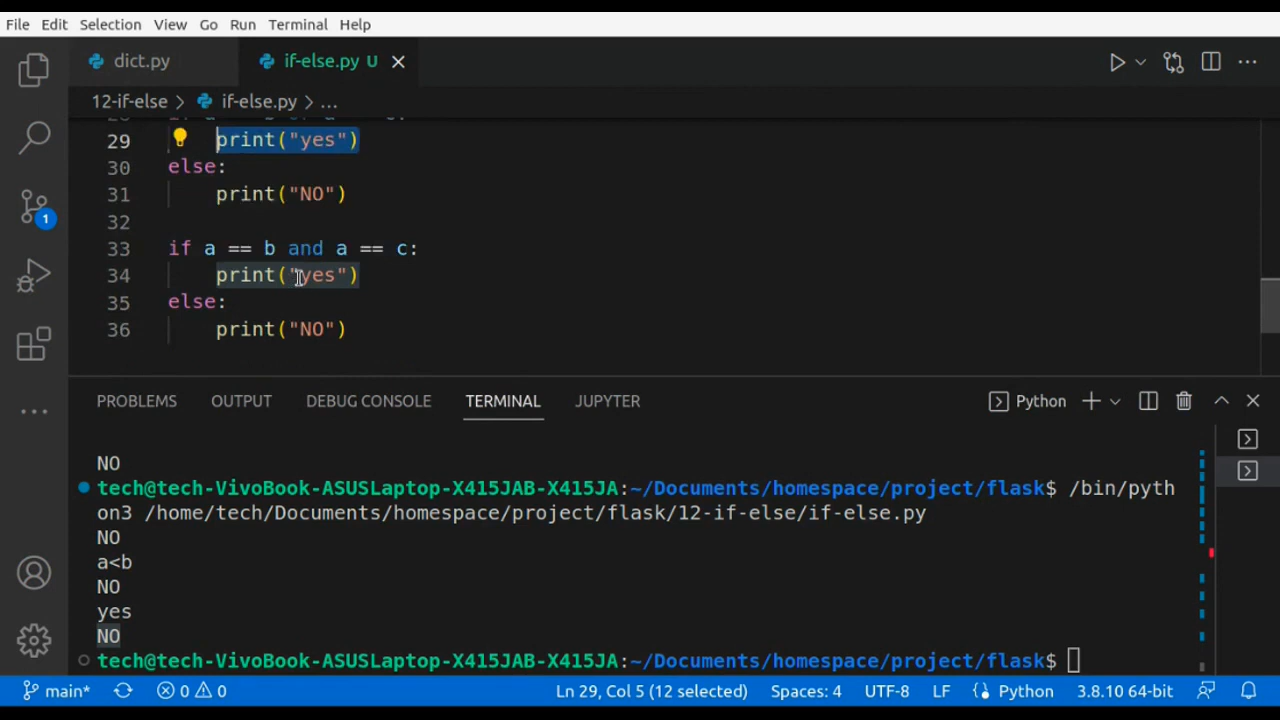 File Edit Selection View Go Run Terminal Help
dict.py if-else.py U
12-if-else > if-else.py > ...
29 print("yes")
30 else:
31 print("NO")
32
33 if a == b and a == c:
34 print("yes")
35 else:
36 print("NO")
PROBLEMS OUTPUT DEBUG CONSOLE TERMINAL JUPYTER Python
NO
tech@tech-VivoBook-ASUSLaptop-X415JAB-X415JA:~/Documents/homespace/project/flask$ /bin/pyth
on3 /home/tech/Documents/homespace/project/flask/12-if-else/if-else.py
NO
a<b
NO
yes
NO
tech@tech-VivoBook-ASUSLaptop-X415JAB-X415JA:~/Documents/homespace/project/flask$
1
main* 0 0 Ln 29, Col 5 (12 selected) Spaces: 4 UTF-8 LF Python 3.8.10 64-bit